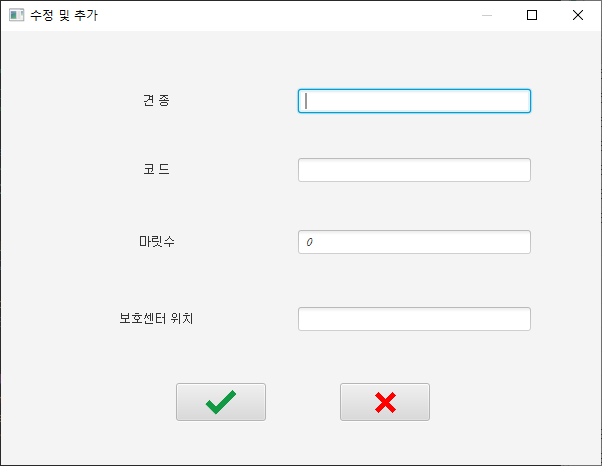 수정 및 추가
견 종
코 드
마릿수
0
보호센터 위치